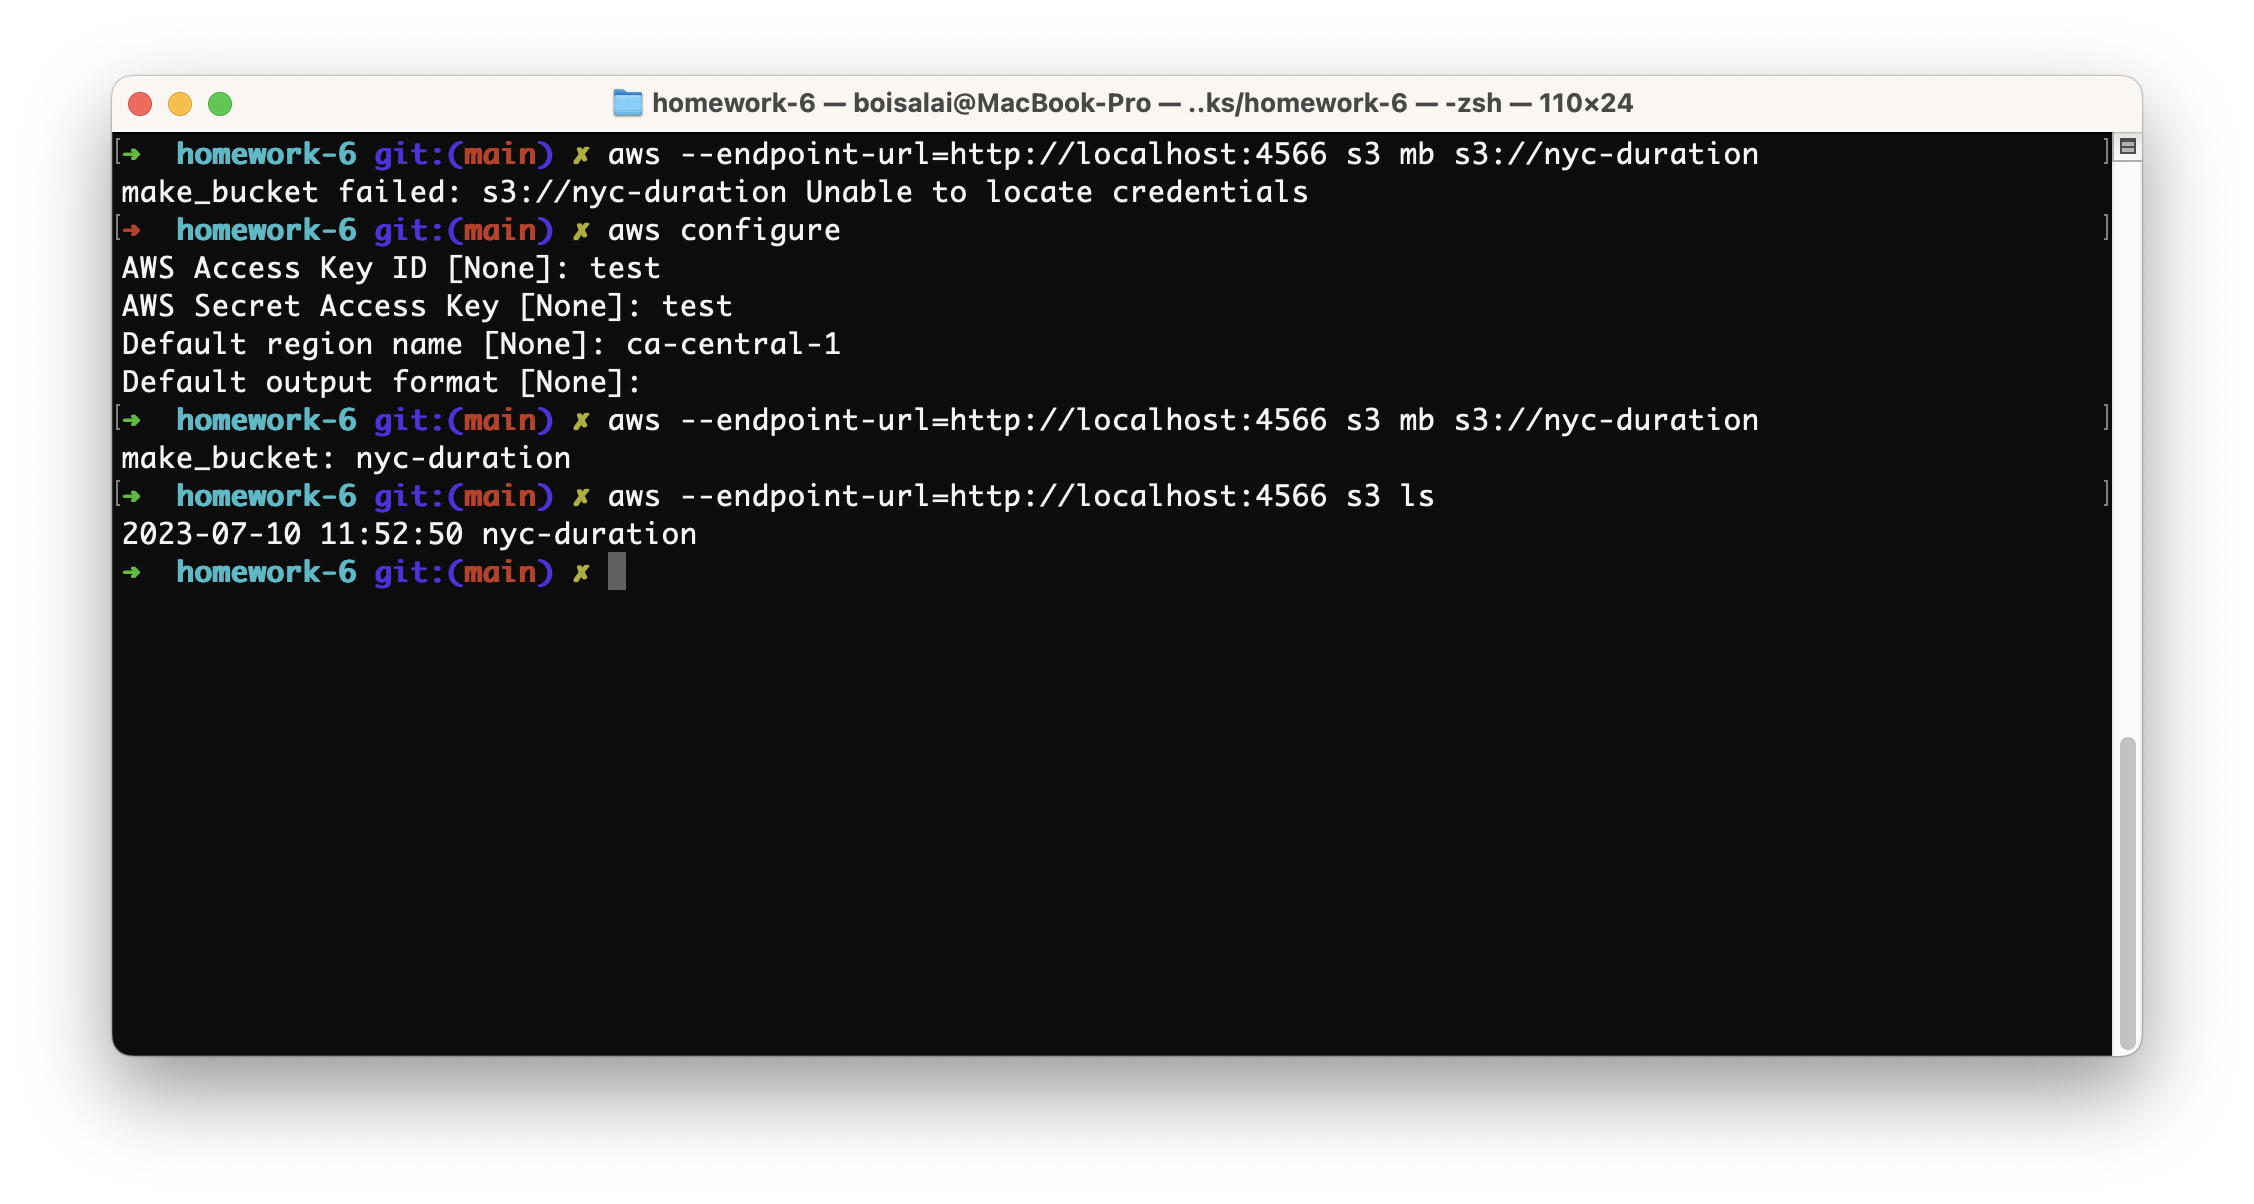 homework-6 — boisalai@MacBook-Pro — ..ks/homework-6 — -zsh — 110×24
[➜  homework-6 git:(main) ✗ aws --endpoint-url=http://localhost:4566 s3 mb s3://nyc-duration ]
make_bucket failed: s3://nyc-duration Unable to locate credentials
[➜  homework-6 git:(main) ✗ aws configure ]
AWS Access Key ID [None]: test
AWS Secret Access Key [None]: test
Default region name [None]: ca-central-1
Default output format [None]:
[➜  homework-6 git:(main) ✗ aws --endpoint-url=http://localhost:4566 s3 mb s3://nyc-duration ]
make_bucket: nyc-duration
[➜  homework-6 git:(main) ✗ aws --endpoint-url=http://localhost:4566 s3 ls ]
2023-07-10 11:52:50 nyc-duration
➜  homework-6 git:(main) ✗